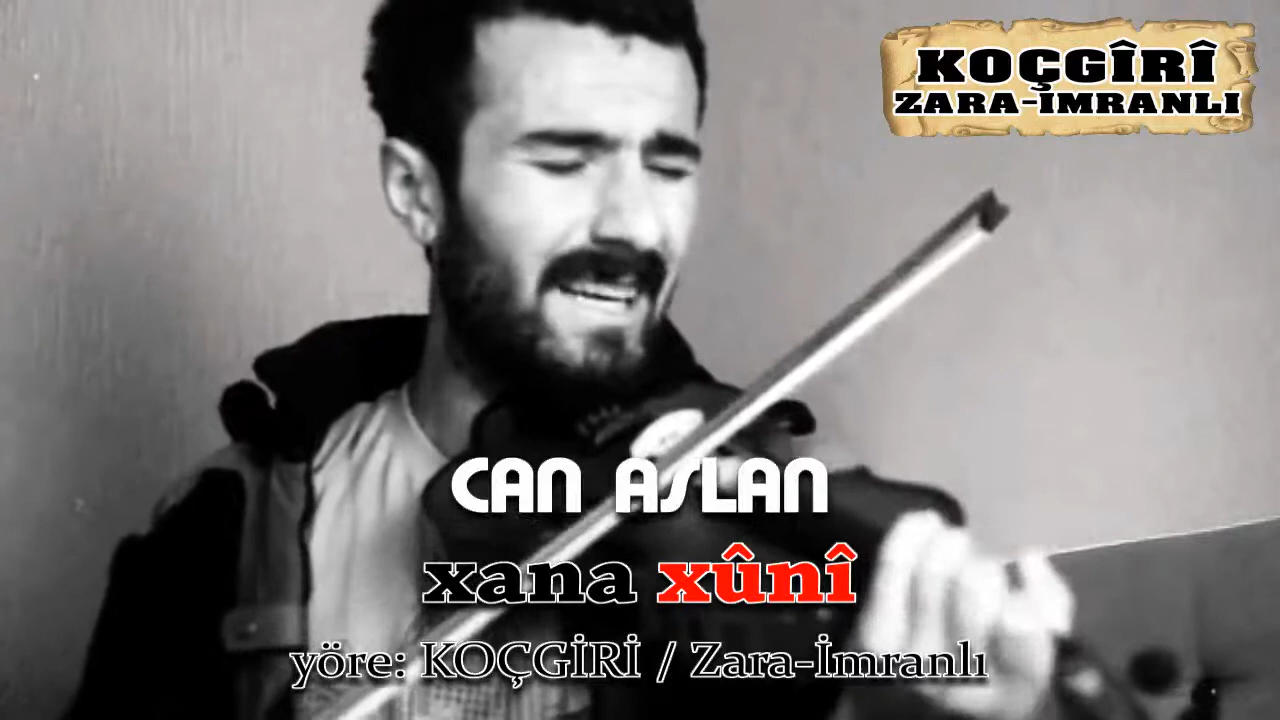 KOÇGÎRÎ
ZARA-İMRANLI
CAN ASLAN
xana xûnî
yöre: KOÇGİRİ / Zara-İmranlı